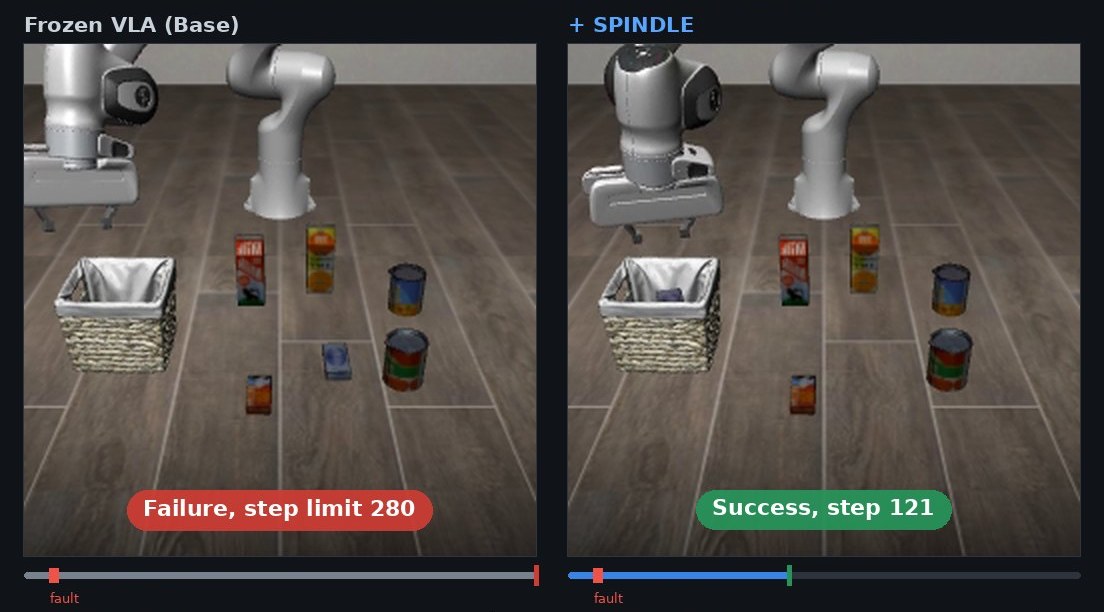 Frozen VLA (Base)
+ SPINDLE
Failure, step limit 280
Success, step 121
fault
fault